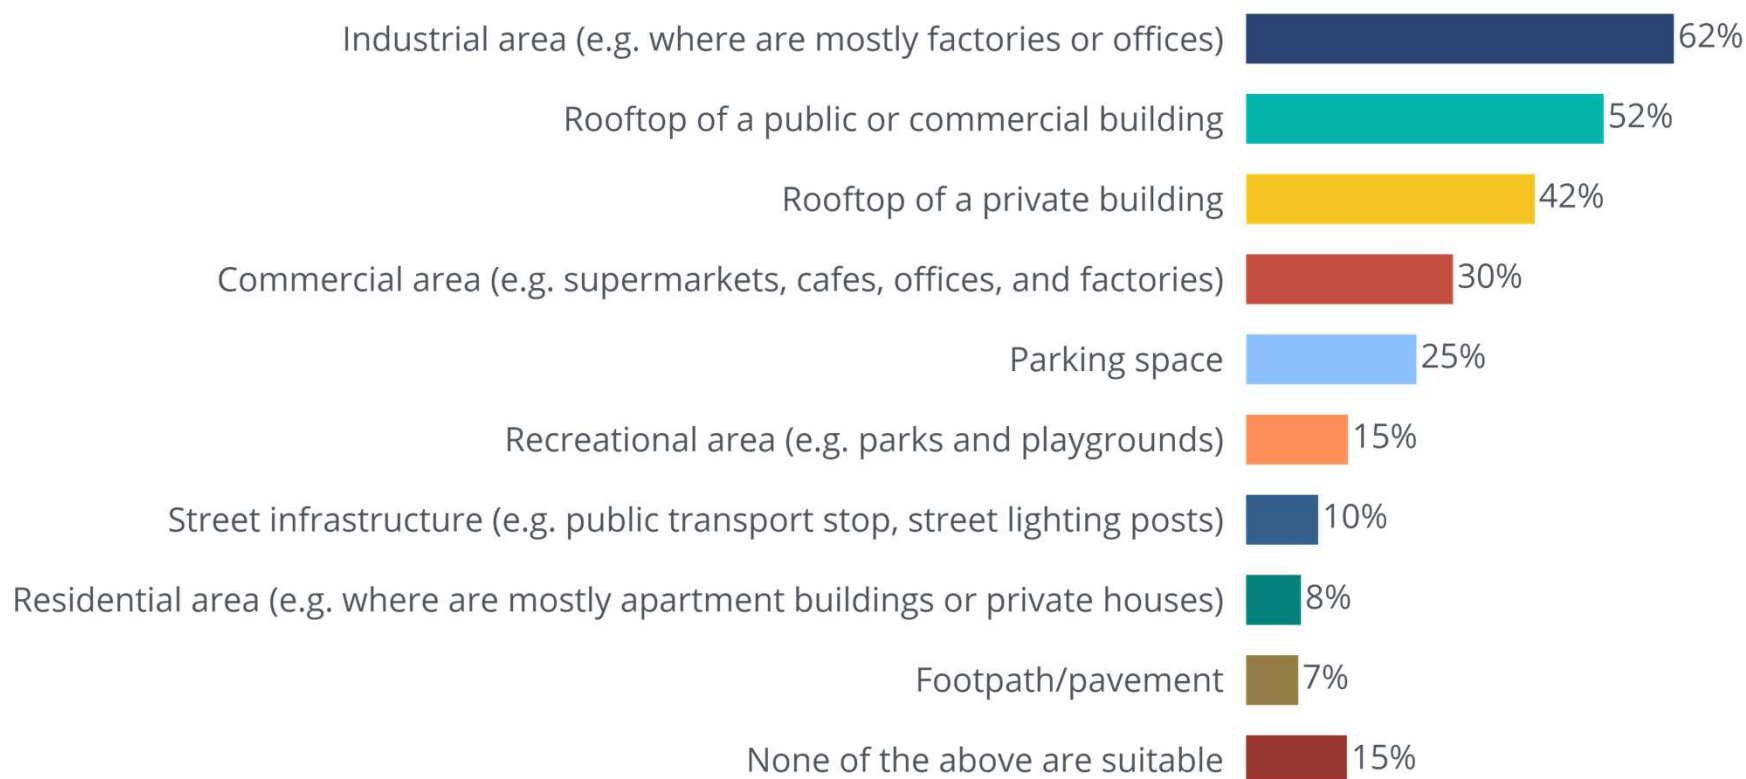 Industrial area (e.g. where are mostly factories or offices) 62%
Rooftop of a public or commercial building 52%
Rooftop of a private building 42%
Commercial area (e.g. supermarkets, cafes, offices, and factories) 30%
Parking space 25%
Recreational area (e.g. parks and playgrounds) 15%
Street infrastructure (e.g. public transport stop, street lighting posts) 10%
Residential area (e.g. where are mostly apartment buildings or private houses) 8%
Footpath/pavement 7%
None of the above are suitable 15%